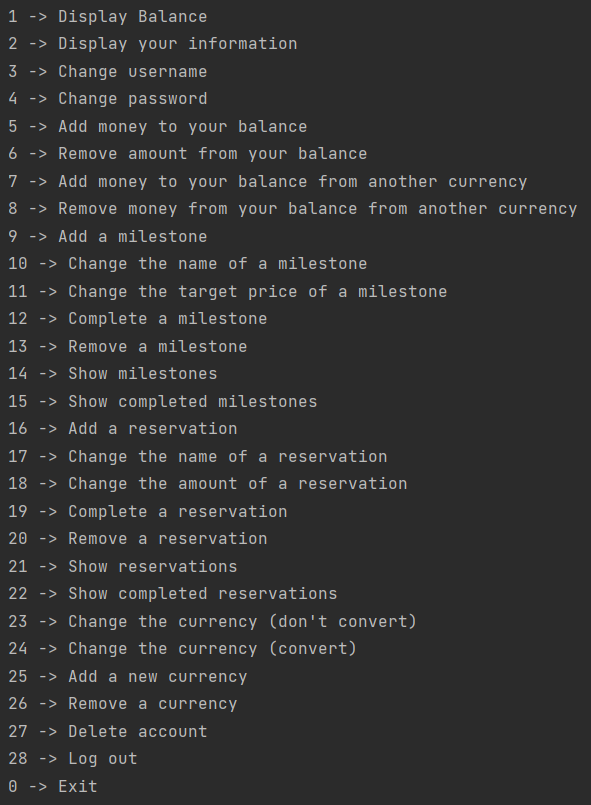 1 -> Display Balance
2 -> Display your information
3 -> Change username
4 -> Change password
5 -> Add money to your balance
6 -> Remove amount from your balance
7 -> Add money to your balance from another currency
8 -> Remove money from your balance from another currency
9 -> Add a milestone
10 -> Change the name of a milestone
11 -> Change the target price of a milestone
12 -> Complete a milestone
13 -> Remove a milestone
14 -> Show milestones
15 -> Show completed milestones
16 -> Add a reservation
17 -> Change the name of a reservation
18 -> Change the amount of a reservation
19 -> Complete a reservation
20 -> Remove a reservation
21 -> Show reservations
22 -> Show completed reservations
23 -> Change the currency (don't convert)
24 -> Change the currency (convert)
25 -> Add a new currency
26 -> Remove a currency
27 -> Delete account
28 -> Log out
0 -> Exit